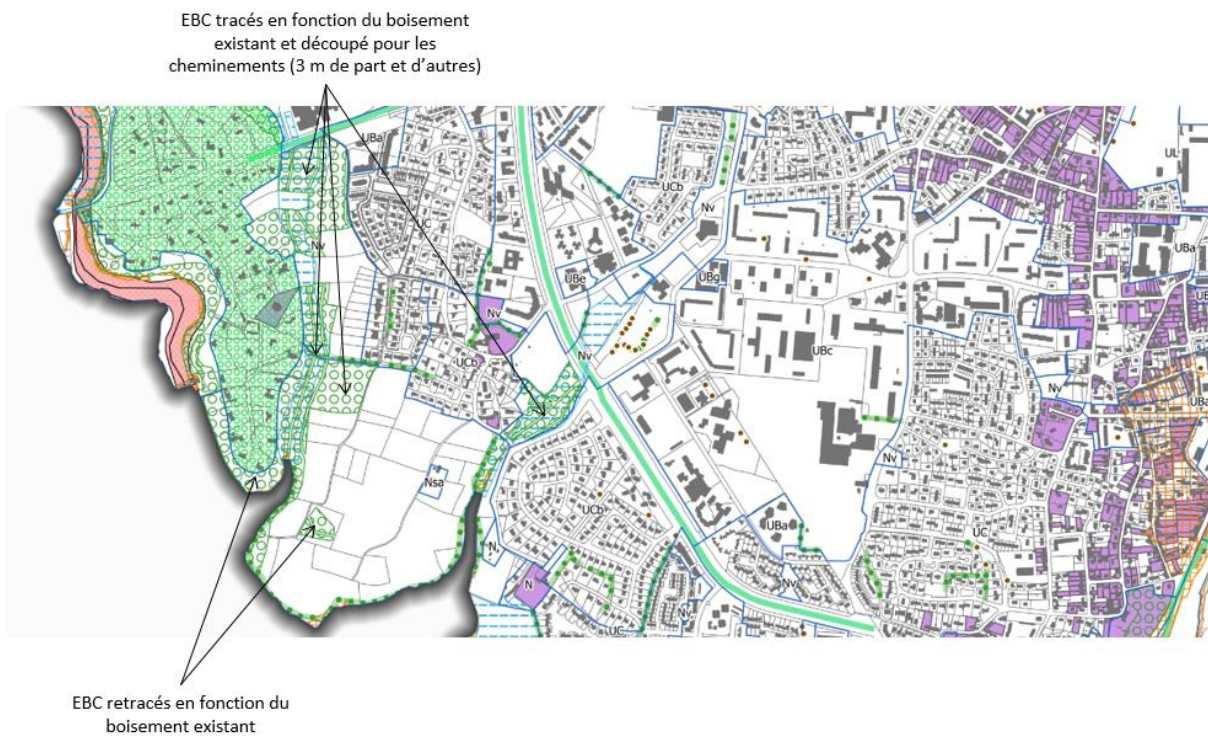 EBC tracés en fonction du boisement
existant et découpé pour les
cheminements (3 m de part et d'autres)
UBa
UCb
UL
Nv
UC
UBa
Nv
UBe
UBg
Nv
UCb
Nv
UBc
Nv
UBa
Nv
Nsa
UCb
UBa
UC
N
Nv
N
UC
EBC retracés en fonction du
boisement existant